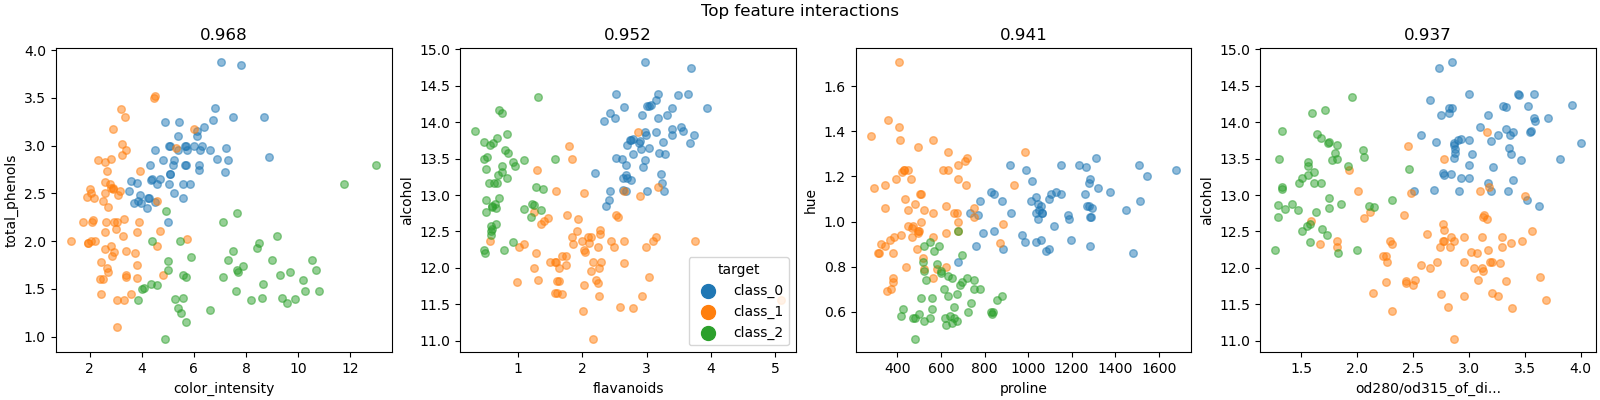 Top feature interactions
0.968
4.0
3.5
3.0
2.5
2.0
1.5
1.0
total_phenols
2 4 6 8 10 12
color_intensity
0.952
15.0
14.5
14.0
13.5
13.0
12.5
12.0
11.5
11.0
alcohol
target
class_0
class_1
class_2
1 2 3 4 5
flavanoids
0.941
1.6
1.4
1.2
1.0
0.8
0.6
hue
400 600 800 1000 1200 1400 1600
proline
0.937
15.0
14.5
14.0
13.5
13.0
12.5
12.0
11.5
11.0
alcohol
1.5 2.0 2.5 3.0 3.5 4.0
od280/od315_of_di...